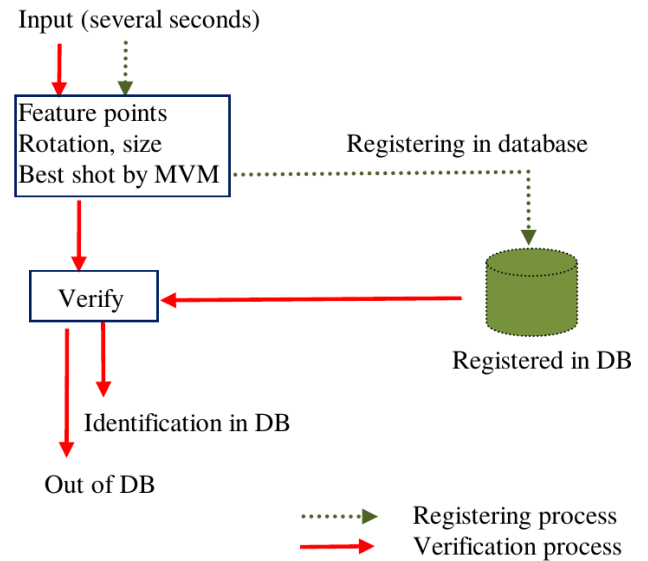 Input (several seconds)
Feature points
Rotation, size
Best shot by MVM
Registering in database
Verify
Registered in DB
Identification in DB
Out of DB
Registering process
Verification process